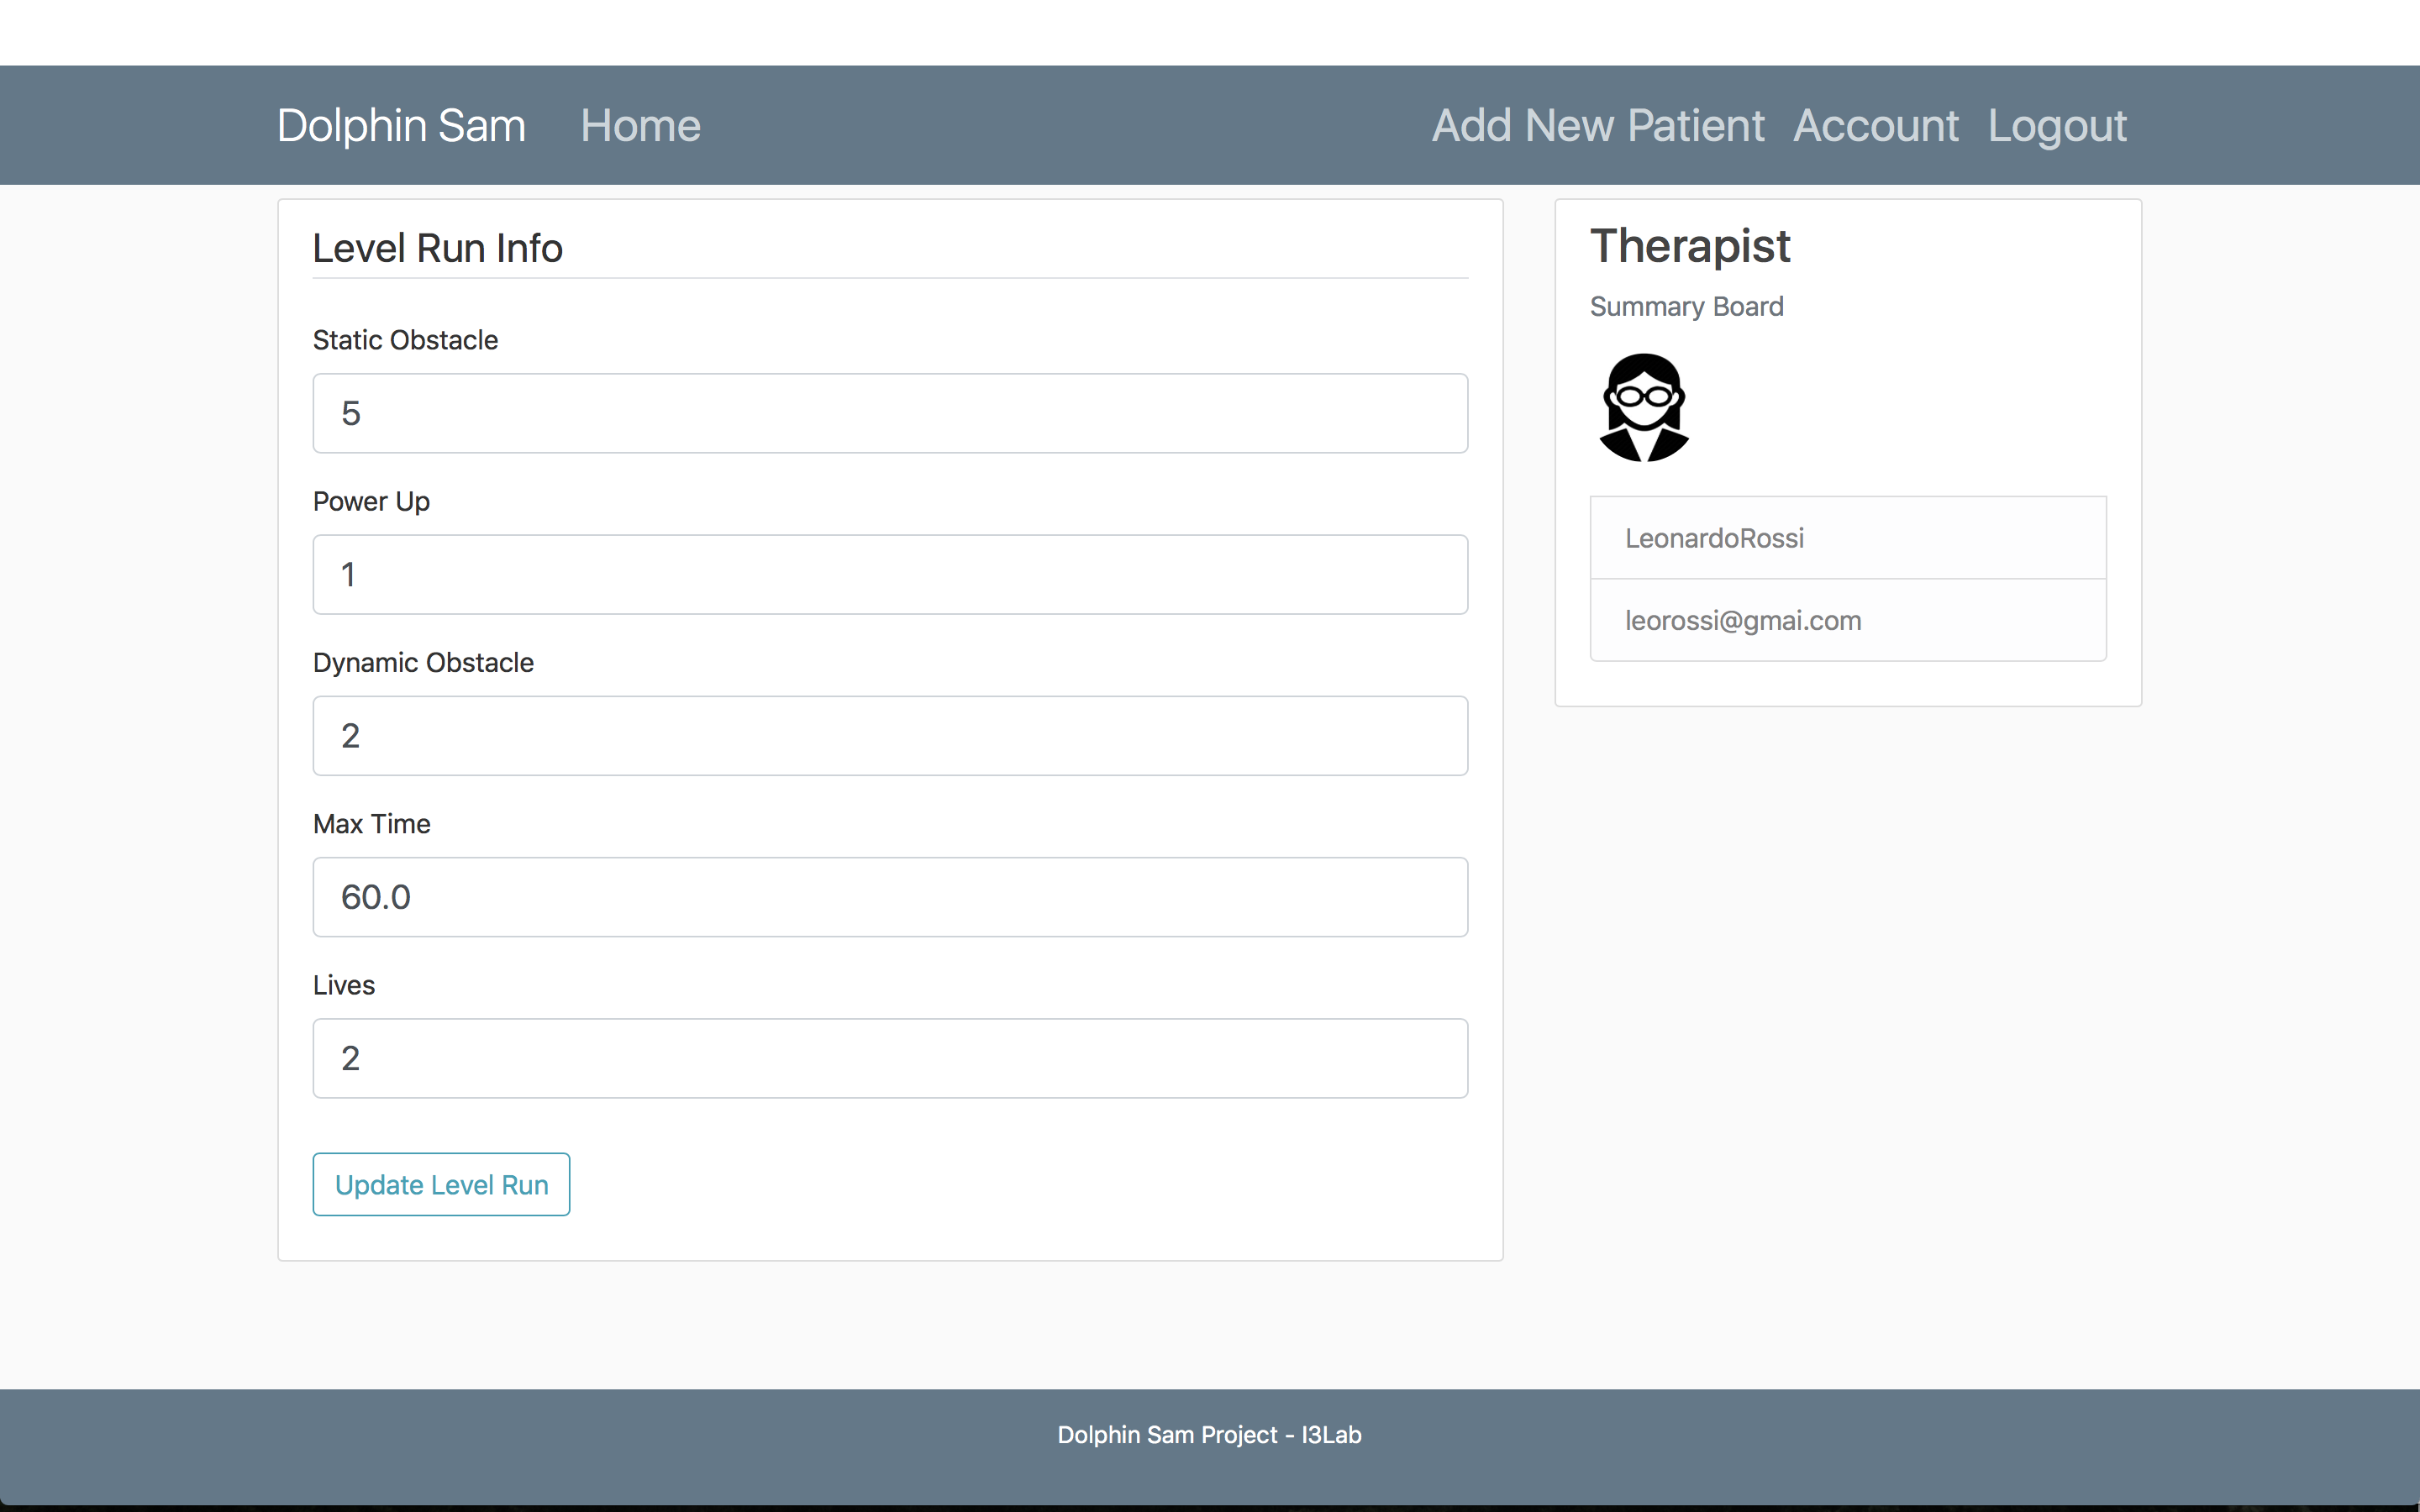 Dolphin Sam Home Add New Patient Account Logout
Level Run Info
Static Obstacle
5
Power Up
1
Dynamic Obstacle
2
Max Time
60.0
Lives
2
Update Level Run
Therapist
Summary Board
LeonardoRossi
leorossi@gmai.com
Dolphin Sam Project - I3Lab